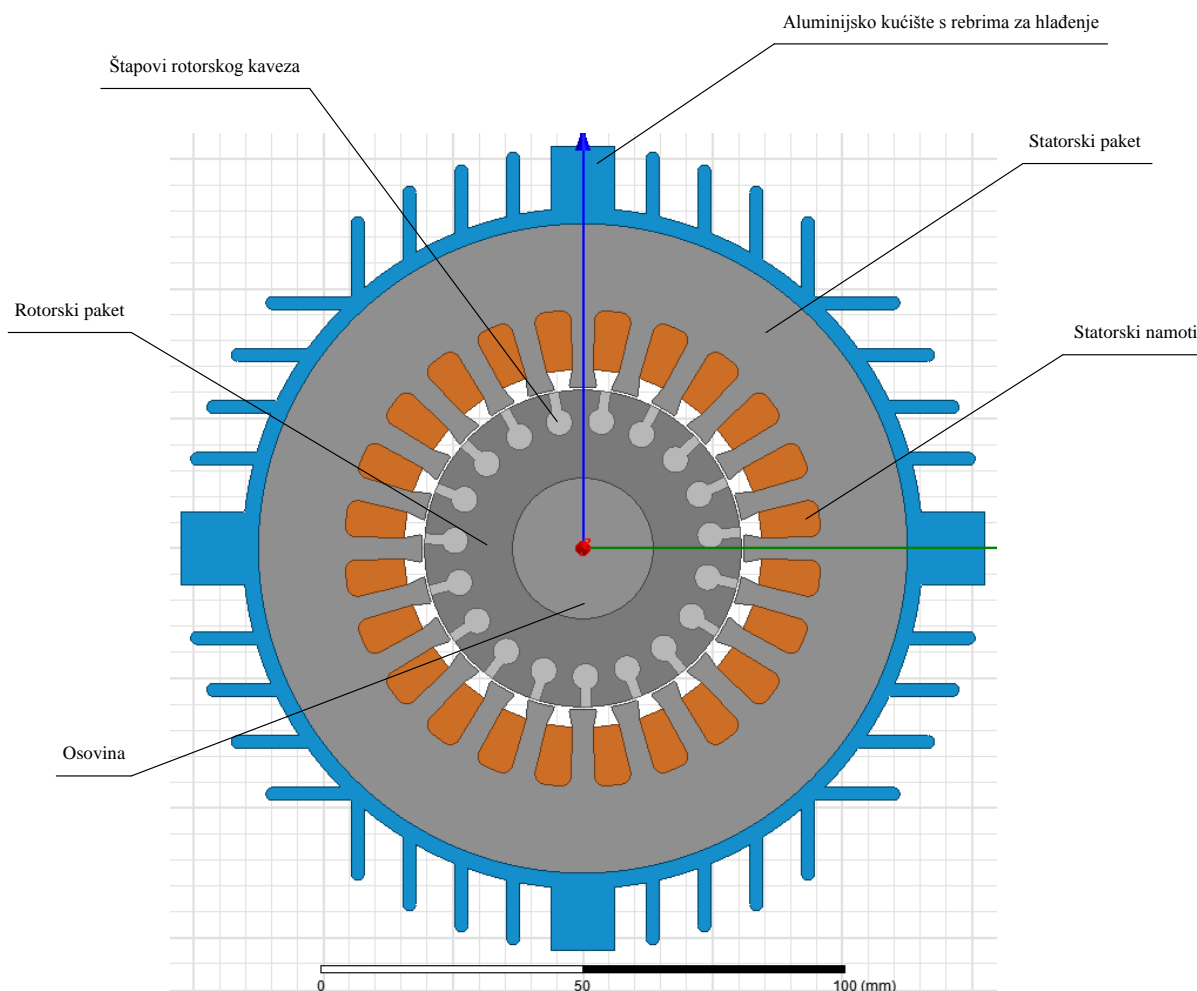 Aluminijsko kućište s rebrima za hlađenje
Štapovi rotorskog kaveza
Statorski paket
Rotorski paket
Statorski namoti
Osovina
0
50
100 (mm)